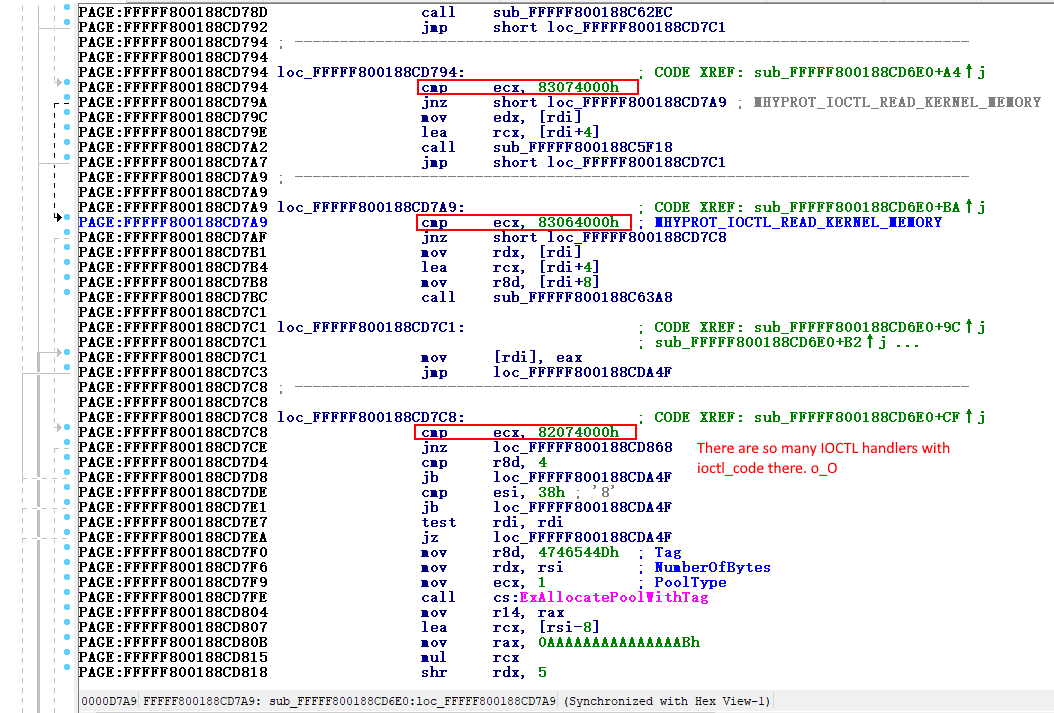 PAGE:FFFFF800188CD78D call sub_FFFFF800188C62EC
PAGE:FFFFF800188CD792 jmp short loc_FFFFF800188CD7C1
PAGE:FFFFF800188CD794 ; ---------------------------------------------------------------------------
PAGE:FFFFF800188CD794
PAGE:FFFFF800188CD794 loc_FFFFF800188CD794: ; CODE XREF: sub_FFFFF800188CD6E0+A4↑j
PAGE:FFFFF800188CD794 cmp ecx, 83074000h
PAGE:FFFFF800188CD79A jnz short loc_FFFFF800188CD7A9 ; MHYPROT_IOCTL_READ_KERNEL_MEMORY
PAGE:FFFFF800188CD79C mov edx, [rdi]
PAGE:FFFFF800188CD79E lea rcx, [rdi+4]
PAGE:FFFFF800188CD7A2 call sub_FFFFF800188C5F18
PAGE:FFFFF800188CD7A7 jmp short loc_FFFFF800188CD7C1
PAGE:FFFFF800188CD7A9 ; ---------------------------------------------------------------------------
PAGE:FFFFF800188CD7A9
PAGE:FFFFF800188CD7A9 loc_FFFFF800188CD7A9: ; CODE XREF: sub_FFFFF800188CD6E0+BA↑j
PAGE:FFFFF800188CD7A9 cmp ecx, 83064000h ; MHYPROT_IOCTL_READ_KERNEL_MEMORY
PAGE:FFFFF800188CD7AF jnz short loc_FFFFF800188CD7C8
PAGE:FFFFF800188CD7B1 mov rdx, [rdi]
PAGE:FFFFF800188CD7B4 lea rcx, [rdi+4]
PAGE:FFFFF800188CD7B8 mov r8d, [rdi+8]
PAGE:FFFFF800188CD7BC call sub_FFFFF800188C63A8
PAGE:FFFFF800188CD7C1
PAGE:FFFFF800188CD7C1 loc_FFFFF800188CD7C1: ; CODE XREF: sub_FFFFF800188CD6E0+9C↑j
PAGE:FFFFF800188CD7C1 ; sub_FFFFF800188CD6E0+B2↑j ...
PAGE:FFFFF800188CD7C1 mov [rdi], eax
PAGE:FFFFF800188CD7C3 jmp loc_FFFFF800188CDA4F
PAGE:FFFFF800188CD7C8 ; ---------------------------------------------------------------------------
PAGE:FFFFF800188CD7C8
PAGE:FFFFF800188CD7C8 loc_FFFFF800188CD7C8: ; CODE XREF: sub_FFFFF800188CD6E0+CF↑j
PAGE:FFFFF800188CD7C8 cmp ecx, 82074000h
PAGE:FFFFF800188CD7CE jnz loc_FFFFF800188CD868
PAGE:FFFFF800188CD7D4 cmp r8d, 4
PAGE:FFFFF800188CD7D8 jb loc_FFFFF800188CDA4F
PAGE:FFFFF800188CD7DE cmp esi, 38h ; '8'
PAGE:FFFFF800188CD7E1 jb loc_FFFFF800188CDA4F
PAGE:FFFFF800188CD7E7 test rdi, rdi
PAGE:FFFFF800188CD7EA jz loc_FFFFF800188CDA4F
PAGE:FFFFF800188CD7F0 mov r8d, 4746544Dh ; Tag
PAGE:FFFFF800188CD7F6 mov rdx, rsi ; NumberOfBytes
PAGE:FFFFF800188CD7F9 mov ecx, 1 ; PoolType
PAGE:FFFFF800188CD7FE call cs:ExAllocatePoolWithTag
PAGE:FFFFF800188CD804 mov r14, rax
PAGE:FFFFF800188CD807 lea rcx, [rsi-8]
PAGE:FFFFF800188CD80B mov rax, 0AAAAAAAAAAAAAAABh
PAGE:FFFFF800188CD815 mul rcx
PAGE:FFFFF800188CD818 shr rdx, 5
There are so many IOCTL handlers with
ioctl_code there. o_O
0000D7A9 FFFFF800188CD7A9: sub_FFFFF800188CD6E0:loc_FFFFF800188CD7A9 (Synchronized with Hex View-1)